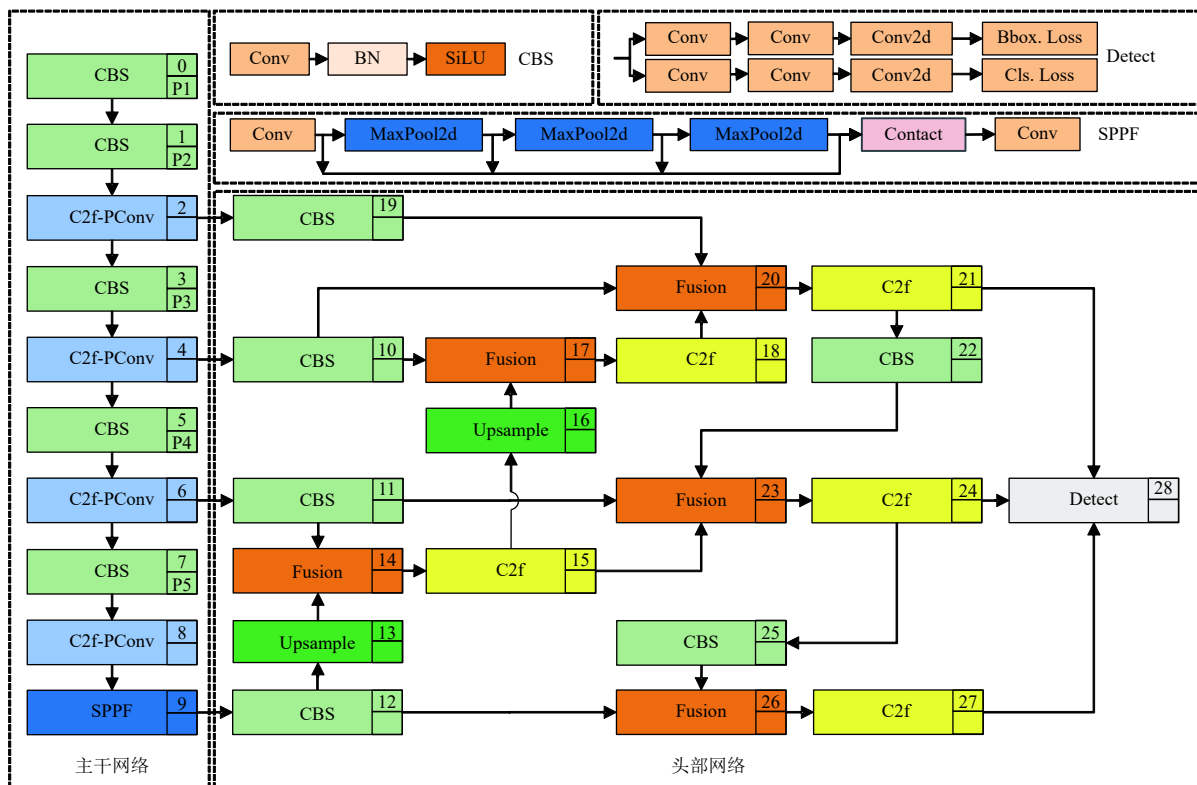 CBS 0 P1
CBS 1 P2
C2f-PConv 2
CBS 3 P3
C2f-PConv 4
CBS 5 P4
C2f-PConv 6
CBS 7 P5
C2f-PConv 8
SPPF 9
主干网络
Conv BN SiLU CBS
Conv Conv Conv2d Bbox. Loss
Detect
Conv Conv Conv2d Cls. Loss
Conv MaxPool2d MaxPool2d MaxPool2d Contact Conv SPPF
CBS 19
Fusion 20 C2f 21
CBS 10 Fusion 17 C2f 18 CBS 22
Upsample 16
CBS 11 Fusion 23 C2f 24 Detect 28
Fusion 14 C2f 15
Upsample 13 CBS 25
CBS 12 Fusion 26 C2f 27
头部网络